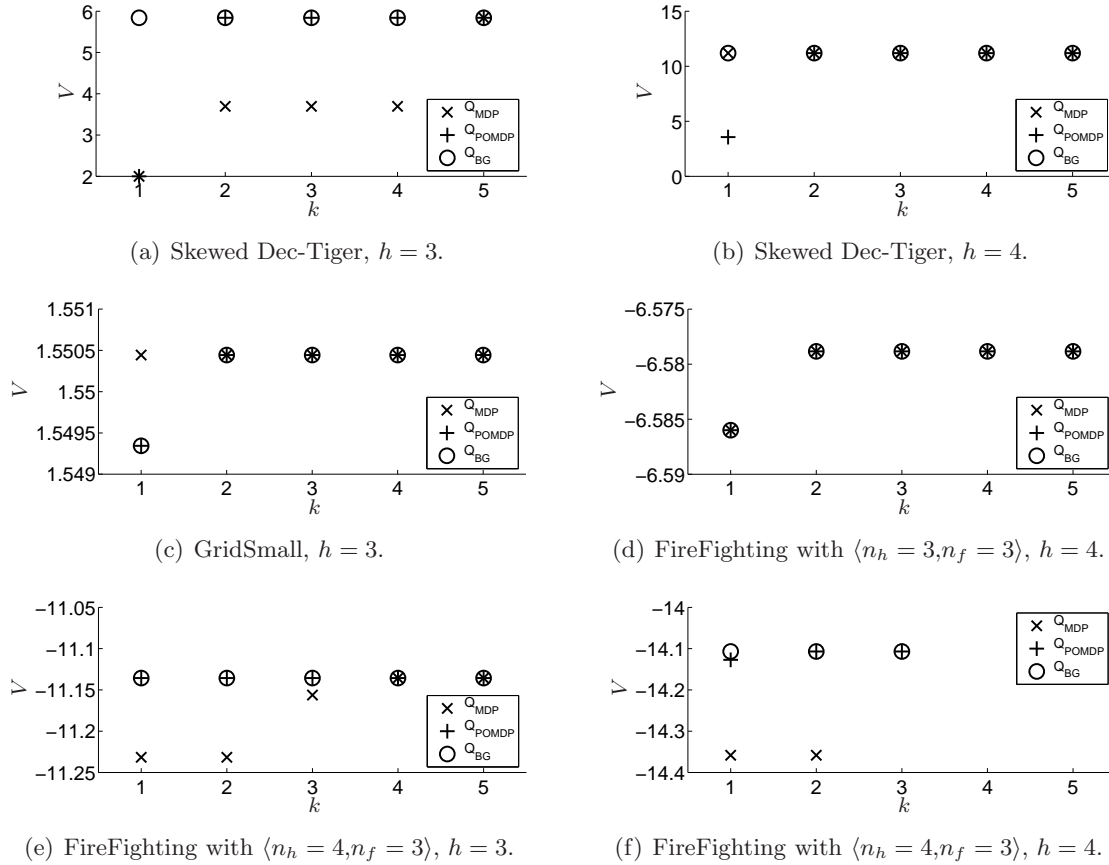 6
5
4
3
2
V
1
2
3
4
5
k
Q_MDP
Q_POMDP
Q_BG
(a) Skewed Dec-Tiger, h = 3.
15
10
5
0
V
1
2
3
4
5
k
Q_MDP
Q_POMDP
Q_BG
(b) Skewed Dec-Tiger, h = 4.
1.551
1.5505
1.55
1.5495
1.549
V
1
2
3
4
5
k
Q_MDP
Q_POMDP
Q_BG
(c) GridSmall, h = 3.
−6.575
−6.58
−6.585
−6.59
V
1
2
3
4
5
k
Q_MDP
Q_POMDP
Q_BG
(d) FireFighting with ⟨n_h = 3,n_f = 3⟩, h = 4.
−11.05
−11.1
−11.15
−11.2
−11.25
V
1
2
3
4
5
k
Q_MDP
Q_POMDP
Q_BG
(e) FireFighting with ⟨n_h = 4,n_f = 3⟩, h = 3.
−14
−14.1
−14.2
−14.3
−14.4
V
1
2
3
4
5
k
Q_MDP
Q_POMDP
Q_BG
(f) FireFighting with ⟨n_h = 4,n_f = 3⟩, h = 4.